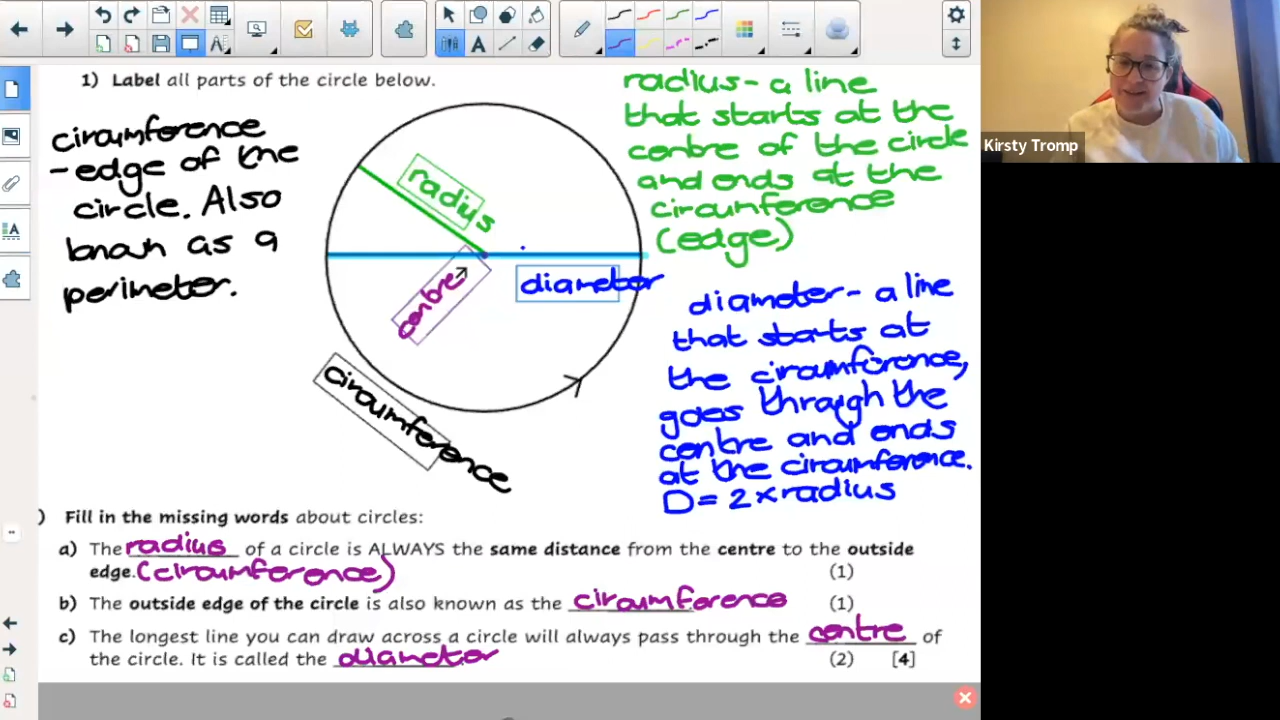 1) Label all parts of the circle below.
circumference
- edge of the
circle. Also
known as a
perimeter.
radius
centre
diameter
circumference
radius - a line
that starts at the
centre of the circle
and ends at the
circumference
(edge)
diameter - a line
that starts at
the circumference,
goes through the
centre and ends
at the circumference.
D = 2 x radius
Kirsty Tromp
) Fill in the missing words about circles:
a) The radius of a circle is ALWAYS the same distance from the centre to the outside
edge. (circumference) (1)
b) The outside edge of the circle is also known as the circumference (1)
c) The longest line you can draw across a circle will always pass through the centre of
the circle. It is called the diameter (2) [4]